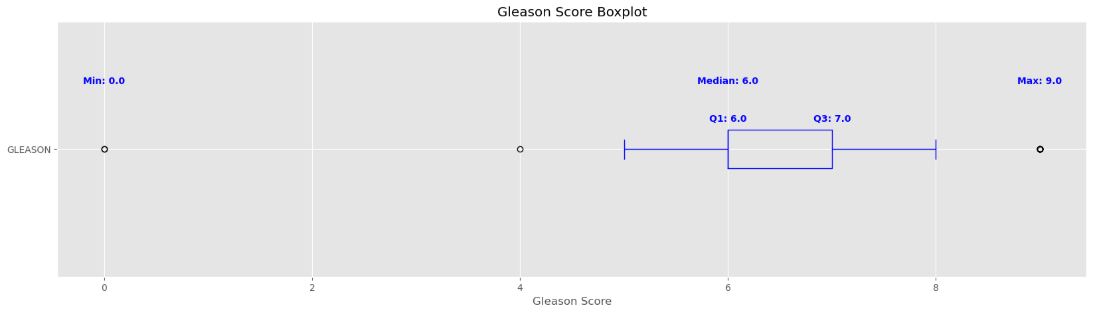 Gleason Score Boxplot
Min: 0.0
Median: 6.0
Max: 9.0
Q1: 6.0
Q3: 7.0
GLEASON
0
2
4
6
8
Gleason Score